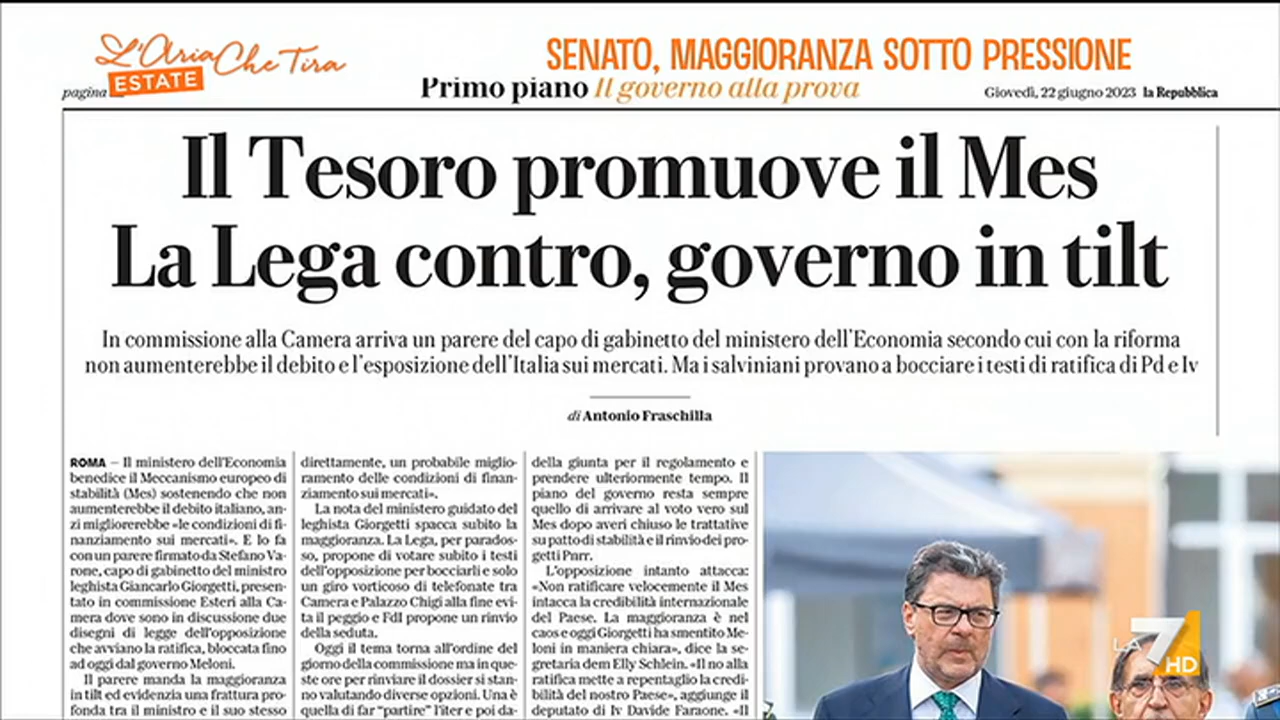 L'Aria Che Tira
ESTATE
SENATO, MAGGIORANZA SOTTO PRESSIONE
pagina
Primo piano Il governo alla prova
Giovedì, 22 giugno 2023 la Repubblica
Il Tesoro promuove il Mes
La Lega contro, governo in tilt
In commissione alla Camera arriva un parere del capo di gabinetto del ministero dell'Economia secondo cui con la riforma
non aumenterebbe il debito e l'esposizione dell'Italia sui mercati. Ma i salviniani provano a bocciare i testi di ratifica di Pd e Iv
di Antonio Fraschilla
ROMA – Il ministero dell'Economia
benedice il Meccanismo europeo di
stabilità (Mes) sostenendo che non
aumenterebbe il debito italiano, an-
zi migliorerebbe «le condizioni di fi-
nanziamento sui mercati». E lo fa
con un parere firmato da Stefano Va-
rone, capo di gabinetto del ministro
leghista Giancarlo Giorgetti, presen-
tato in commissione Esteri alla Ca-
mera dove sono in discussione due
disegni di legge dell'opposizione
che avviano la ratifica, bloccata fino
ad oggi dal governo Meloni.
Il parere manda la maggioranza
in tilt ed evidenzia una frattura pro-
fonda tra il ministro e il suo stesso
direttamente, un probabile miglio-
ramento delle condizioni di finan-
ziamento sui mercati».
La nota del ministero guidato del
leghista Giorgetti spacca subito la
maggioranza. La Lega, per parados-
so, propone di votare subito i testi
dell'opposizione per bocciarli e solo
un giro vorticoso di telefonate tra
Camera e Palazzo Chigi alla fine evi-
ta il peggio e FdI propone un rinvio
della seduta.
Oggi il tema torna all'ordine del
giorno della commissione ma in que-
ste ore per rinviare il dossier si stan-
no valutando diverse opzioni. Una è
quella di far "partire" l'iter e poi da-
della giunta per il regolamento e
prendere ulteriormente tempo. Il
piano del governo resta sempre
quello di arrivare al voto vero sul
Mes dopo averi chiuso le trattative
su patto di stabilità e il rinvio dei pro-
getti Pnrr.
L'opposizione intanto attacca:
«Non ratificare velocemente il Mes
intacca la credibilità internazionale
del Paese. La maggioranza è nel
caos e oggi Giorgetti ha smentito Me-
loni in maniera chiara», dice la se-
gretaria dem Elly Schlein. «Il no alla
ratifica mette a repentaglio la credi-
bilità del nostro Paese», aggiunge il
deputato di Iv Davide Faraone. «Il
LA 7 HD